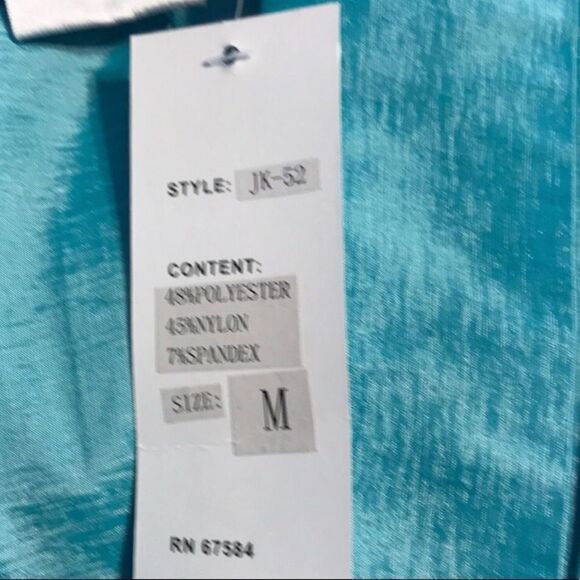 STYLE: JK-52
CONTENT:
48%POLYESTER
45%NYLON
7%SPANDEX
SIZE: M
RN 67584